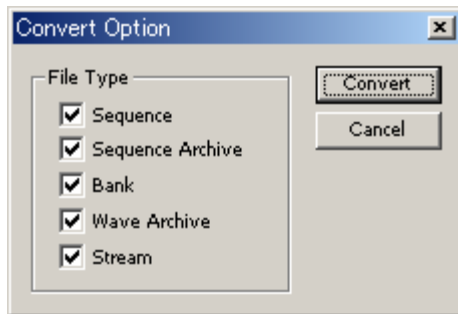 Convert Option
File Type
Sequence
Sequence Archive
Bank
Wave Archive
Stream
Convert
Cancel